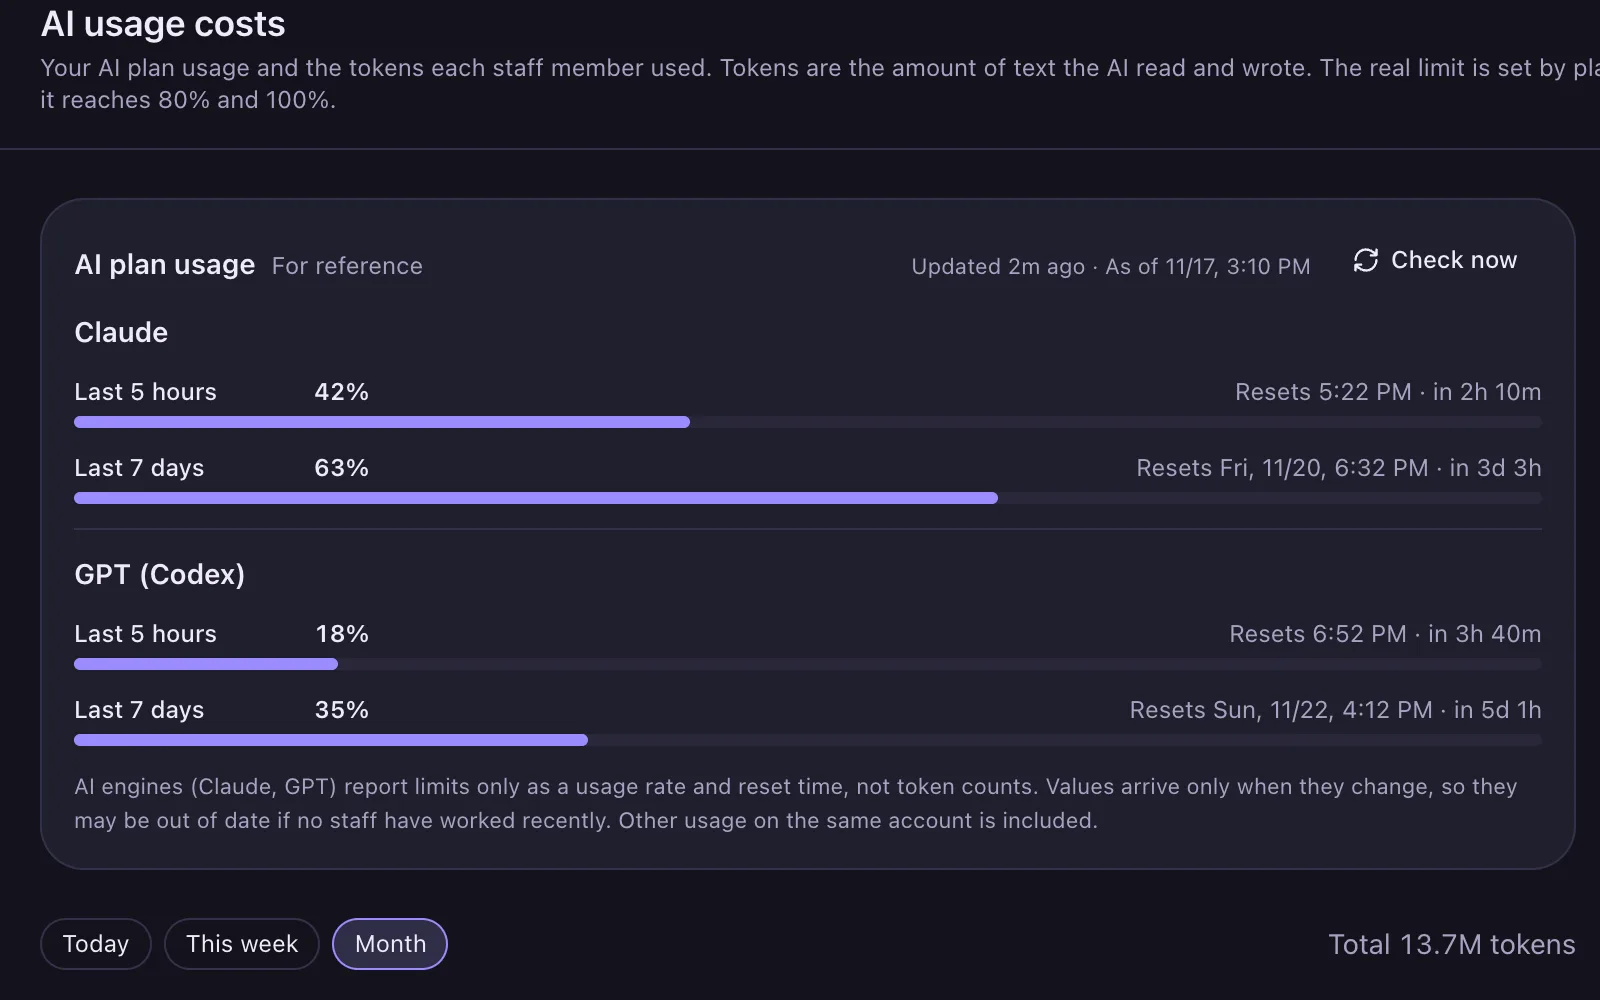 AI usage costs
Your AI plan usage and the tokens each staff member used. Tokens are the amount of text the AI read and wrote. The real limit is set by
it reaches 80% and 100%.
AI plan usage For reference
Updated 2m ago · As of 11/17, 3:10 PM
Check now
Claude
Last 5 hours 42% Resets 5:22 PM · in 2h 10m
Last 7 days 63% Resets Fri, 11/20, 6:32 PM · in 3d 3h
GPT (Codex)
Last 5 hours 18% Resets 6:52 PM · in 3h 40m
Last 7 days 35% Resets Sun, 11/22, 4:12 PM · in 5d 1h
AI engines (Claude, GPT) report limits only as a usage rate and reset time, not token counts. Values arrive only when they change, so they
may be out of date if no staff have worked recently. Other usage on the same account is included.
Today This week Month Total 13.7M tokens